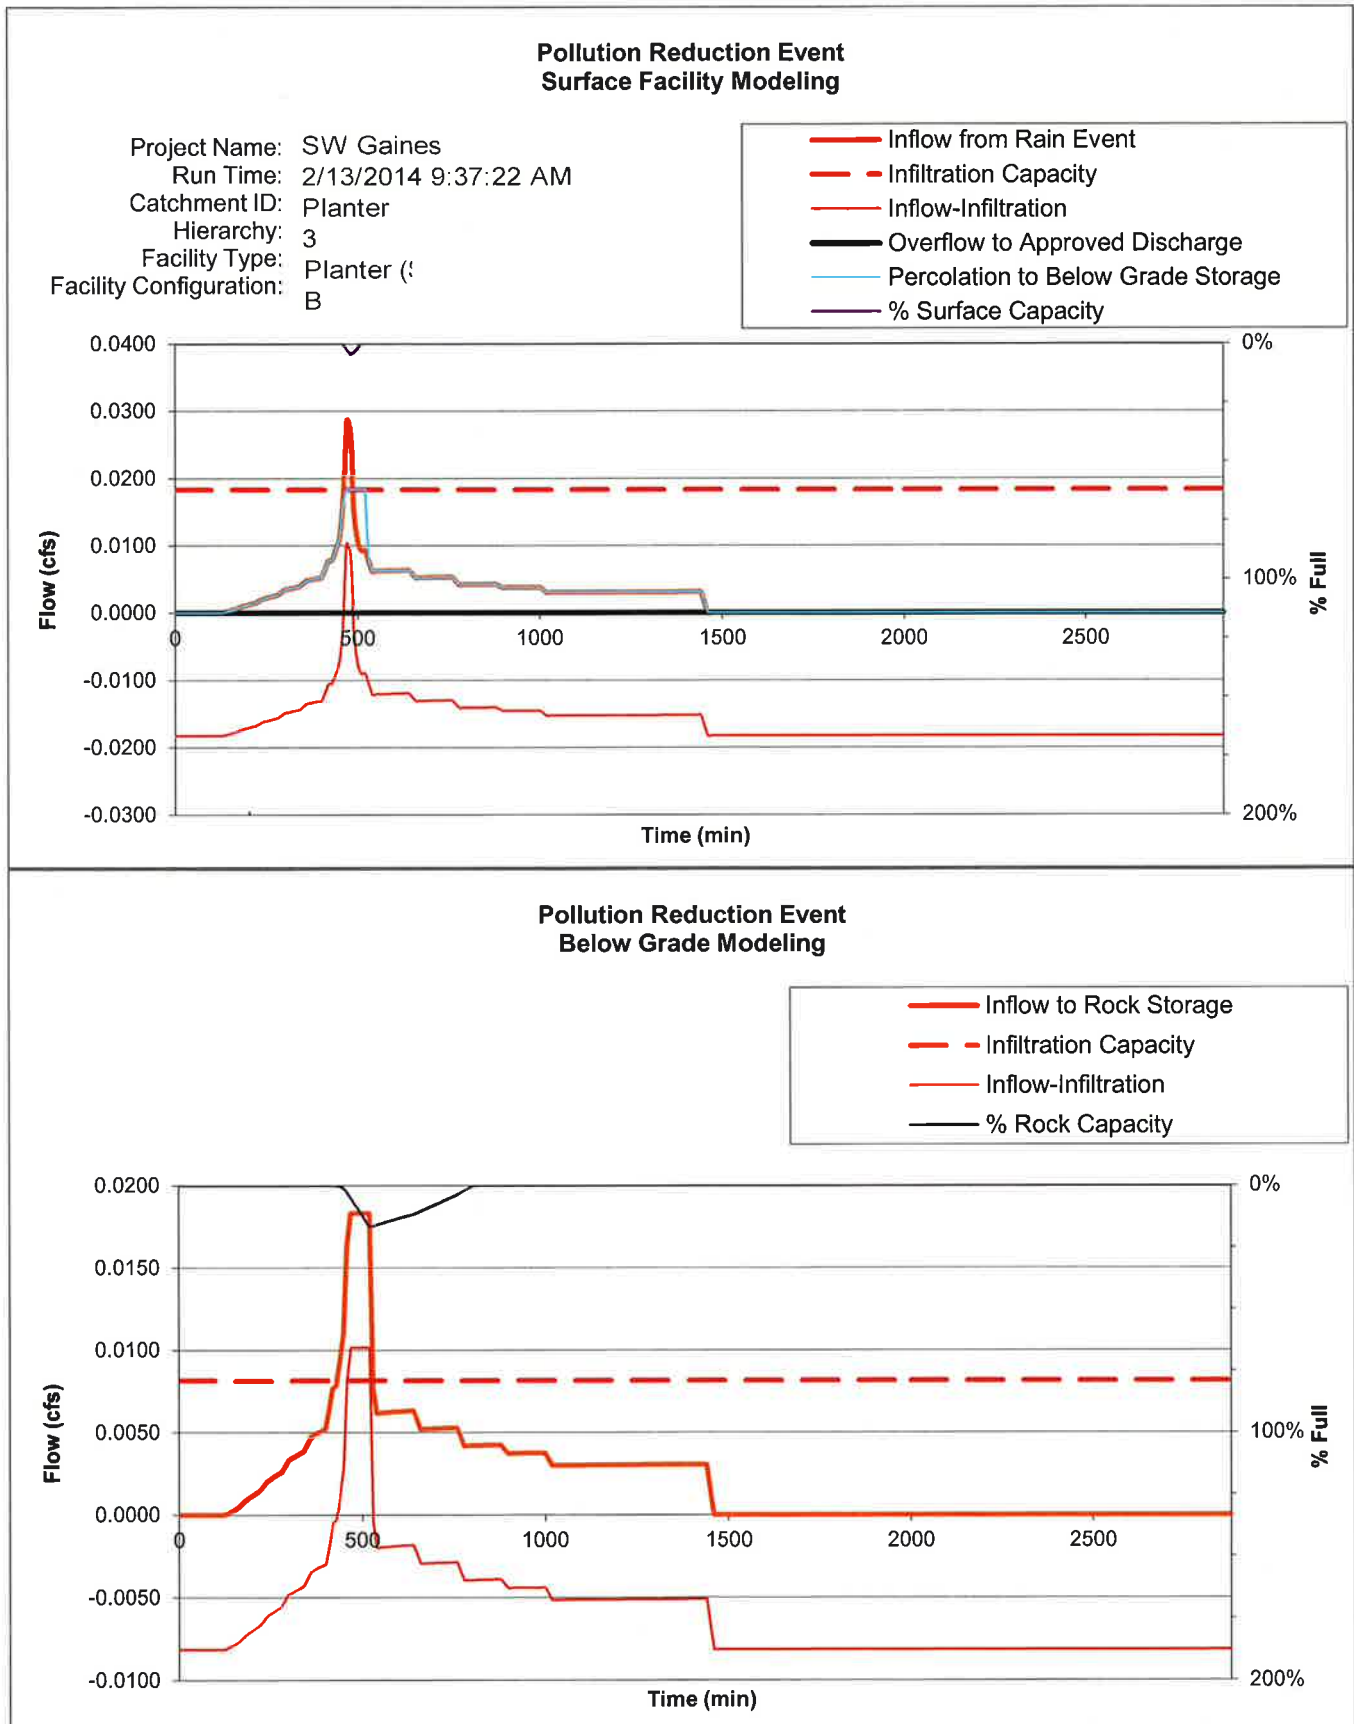 Pollution Reduction Event
Surface Facility Modeling
Project Name: SW Gaines
Run Time: 2/13/2014 9:37:22 AM
Catchment ID: Planter
Hierarchy: 3
Facility Type: Planter (
Facility Configuration: B
Inflow from Rain Event
Infiltration Capacity
Inflow-Infiltration
Overflow to Approved Discharge
Percolation to Below Grade Storage
% Surface Capacity
0.0400
0.0300
0.0200
0.0100
0.0000
-0.0100
-0.0200
-0.0300
Flow (cfs)
0 500 1000 1500 2000 2500
0%
100%
200%
% Full
Time (min)
Pollution Reduction Event
Below Grade Modeling
Inflow to Rock Storage
Infiltration Capacity
Inflow-Infiltration
% Rock Capacity
0.0200
0.0150
0.0100
0.0050
0.0000
-0.0050
-0.0100
Flow (cfs)
0 500 1000 1500 2000 2500
0%
100%
200%
% Full
Time (min)